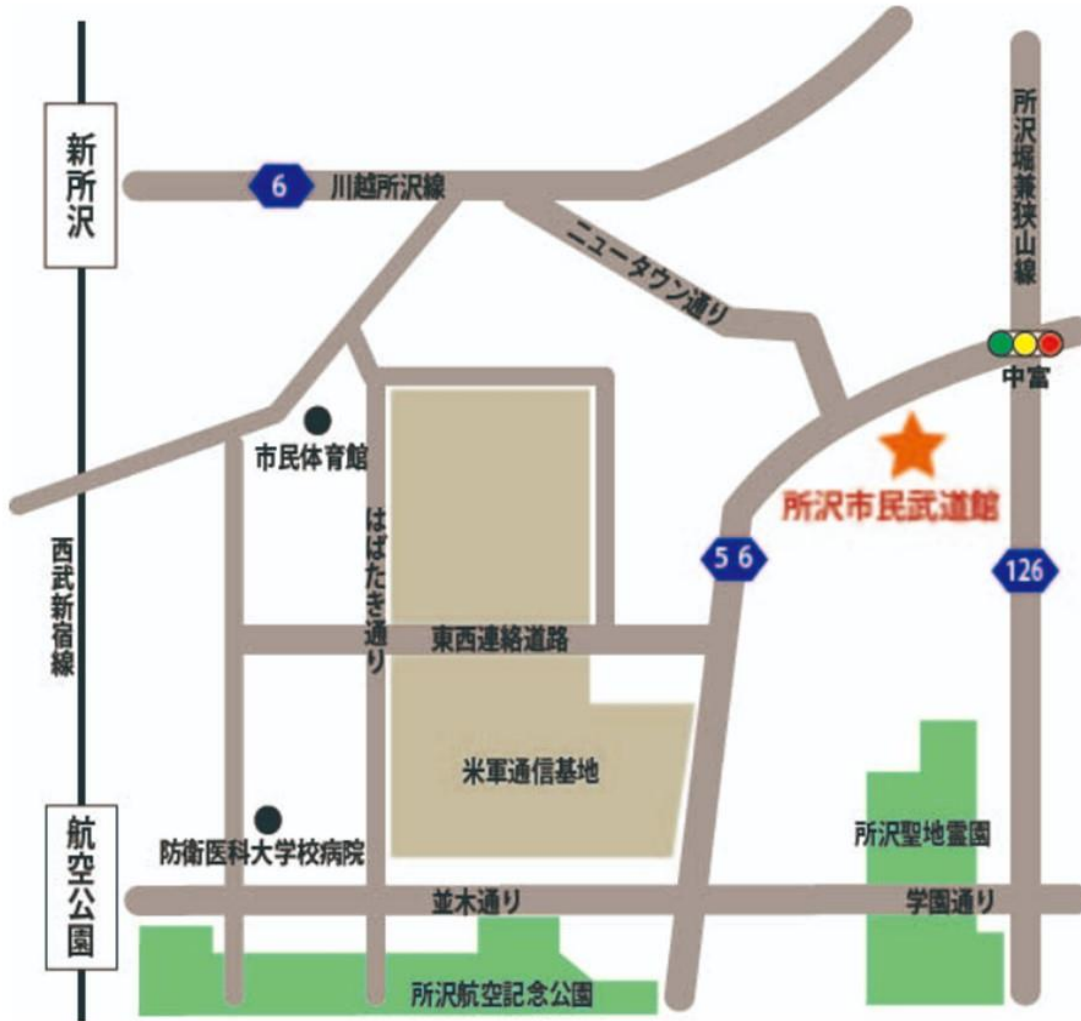 新所沢
6
川越所沢線
ニュータウン通り
所沢堀兼狭山線
中富
市民体育館
所沢市民武道館
はばたき通り
56
126
西武新宿線
東西連絡道路
米軍通信基地
航空公園
防衛医科大学校病院
所沢聖地霊園
並木通り
学園通り
所沢航空記念公園